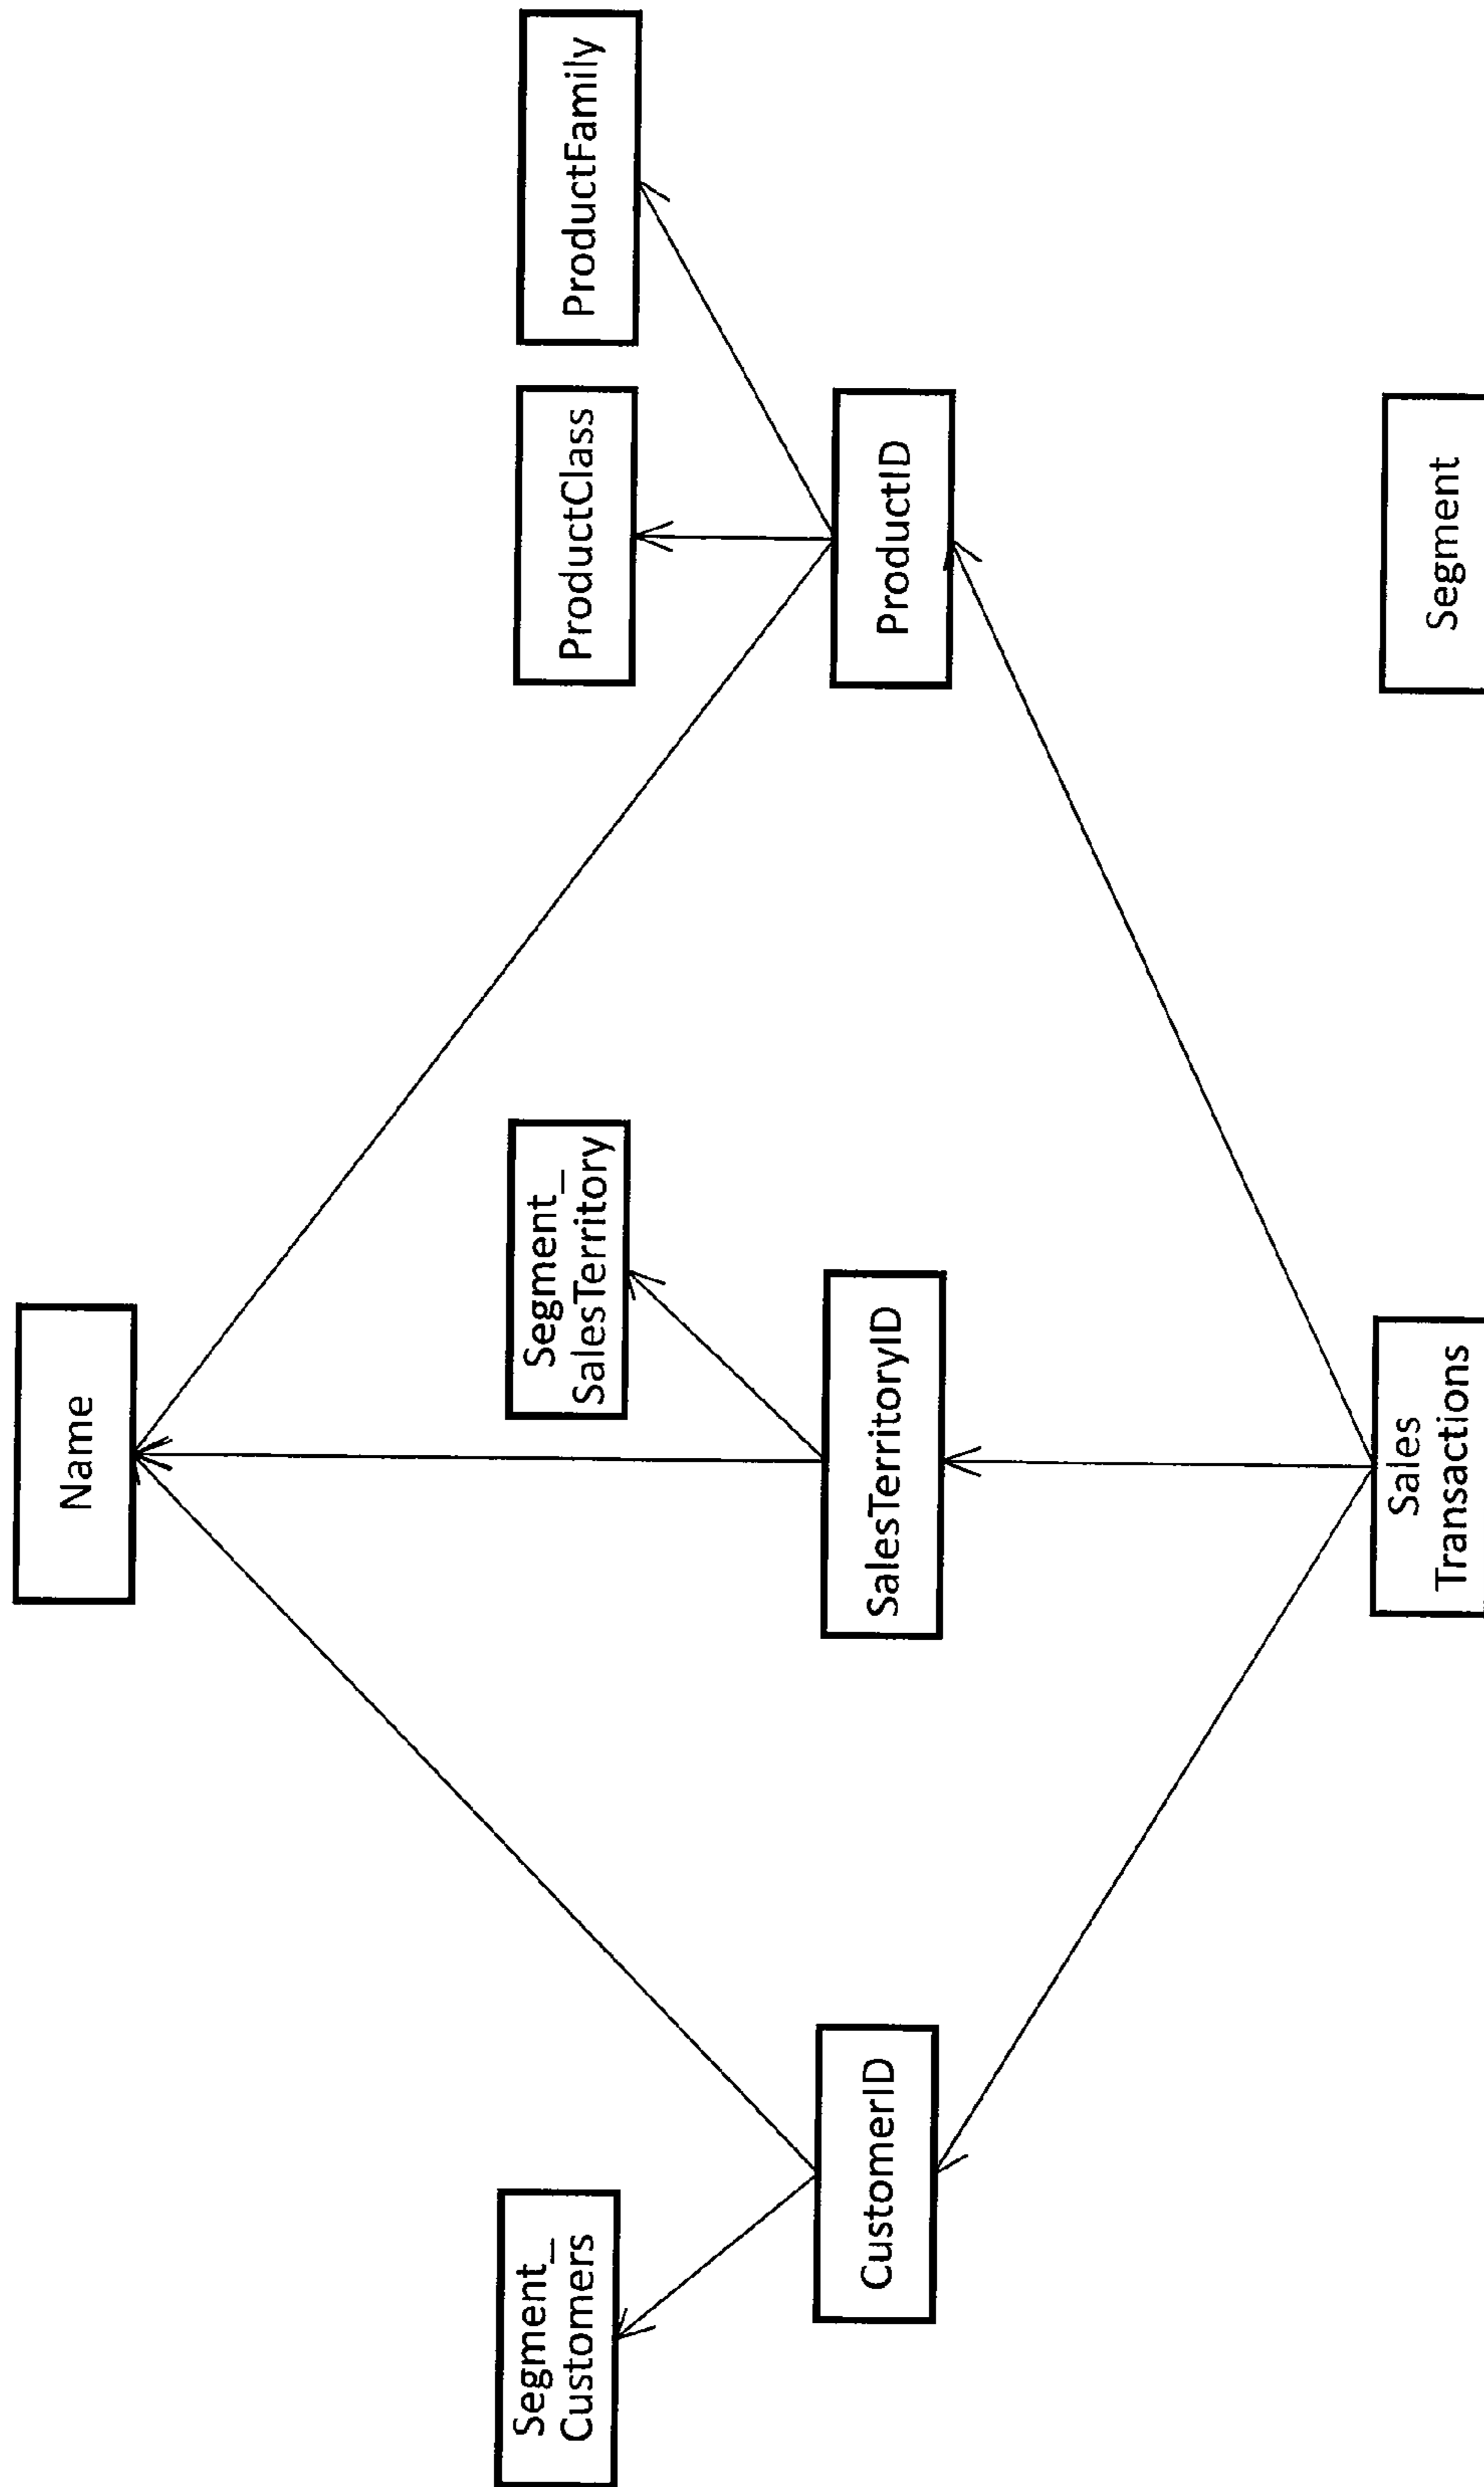 Name
Segment_
Customers
Segment_
SalesTerritory
ProductClass
ProductFamily
CustomerID
SalesTerritoryID
ProductID
Sales
Transactions
Segment